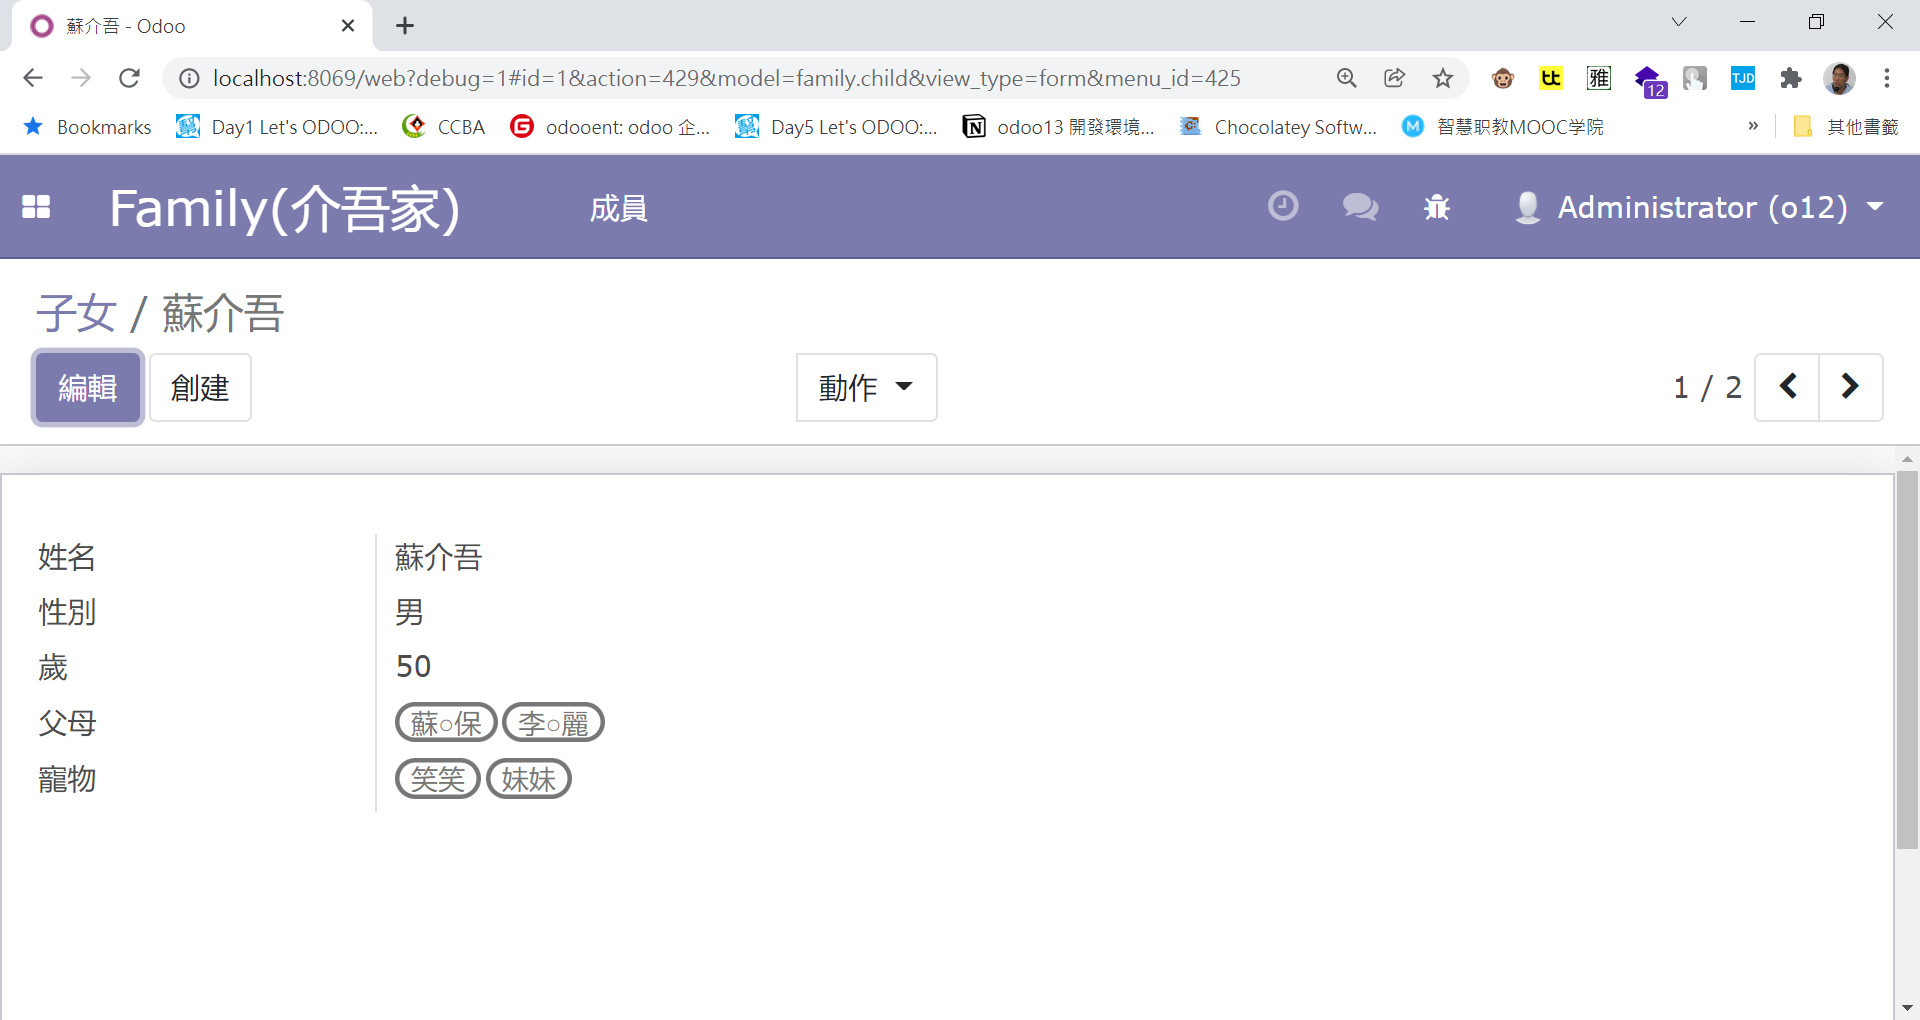 蘇介吾 - Odoo
localhost:8069/web?debug=1#id=1&action=429&model=family.child&view_type=form&menu_id=425
tt 雅 12 TJD
Bookmarks Day1 Let's ODOO:... CCBA odooent: odoo 企... Day5 Let's ODOO:... odoo13 開發環境... Chocolatey Softw... M 智慧职教MOOC学院 » 其他書籤
Family(介吾家) 成員 Administrator (o12)
子女 / 蘇介吾
編輯 創建 動作 1 / 2
姓名 蘇介吾
性別 男
歲 50
父母 蘇○保 李○麗
寵物 笑笑 妹妹